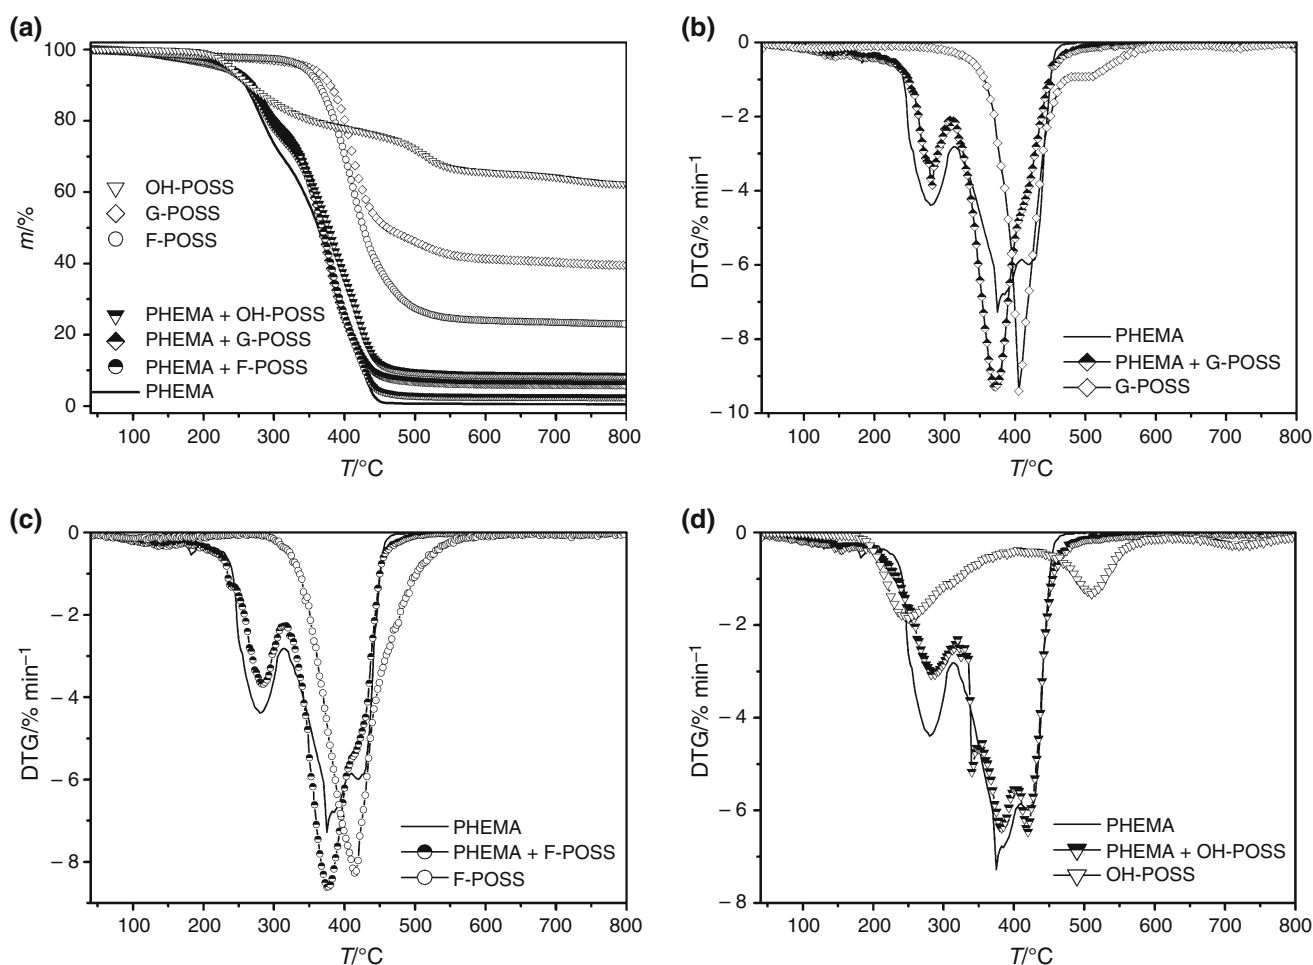 (a)
100
80
60
40
20
0
m/%
OH-POSS
G-POSS
F-POSS
PHEMA + OH-POSS
PHEMA + G-POSS
PHEMA + F-POSS
PHEMA
100 200 300 400 500 600 700 800
T/°C
(b)
0
– 2
– 4
– 6
– 8
– 10
DTG/% min–1
PHEMA
PHEMA + G-POSS
G-POSS
100 200 300 400 500 600 700 800
T/°C
(c)
0
– 2
– 4
– 6
– 8
DTG/% min–1
PHEMA
PHEMA + F-POSS
F-POSS
100 200 300 400 500 600 700 800
T/°C
(d)
0
– 2
– 4
– 6
– 8
DTG/% min–1
PHEMA
PHEMA + OH-POSS
OH-POSS
100 200 300 400 500 600 700 800
T/°C